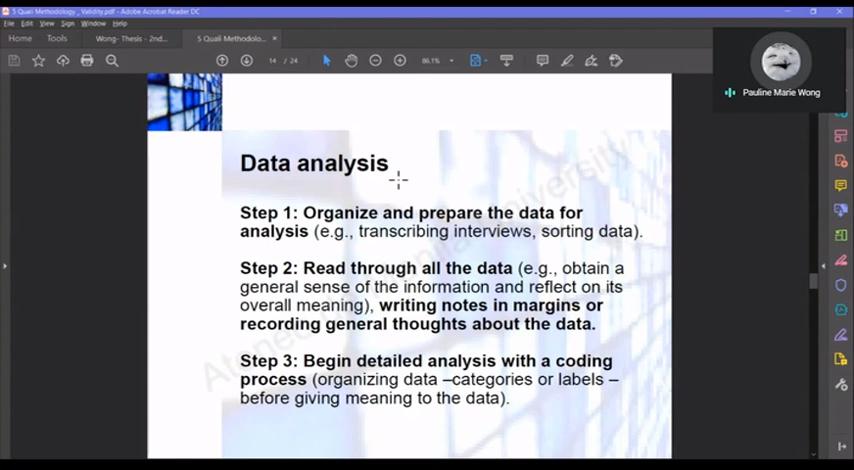 5 Quali Methodology _ Validity.pdf - Adobe Acrobat Reader DC
File Edit View Sign Window Help
Home Tools Wong- Thesis - 2nd... 5 Quali Methodolo... ×
14 / 24 86.1%
Pauline Marie Wong
Data analysis
Step 1: Organize and prepare the data for
analysis (e.g., transcribing interviews, sorting data).
Step 2: Read through all the data (e.g., obtain a
general sense of the information and reflect on its
overall meaning), writing notes in margins or
recording general thoughts about the data.
Step 3: Begin detailed analysis with a coding
process (organizing data –categories or labels –
before giving meaning to the data).